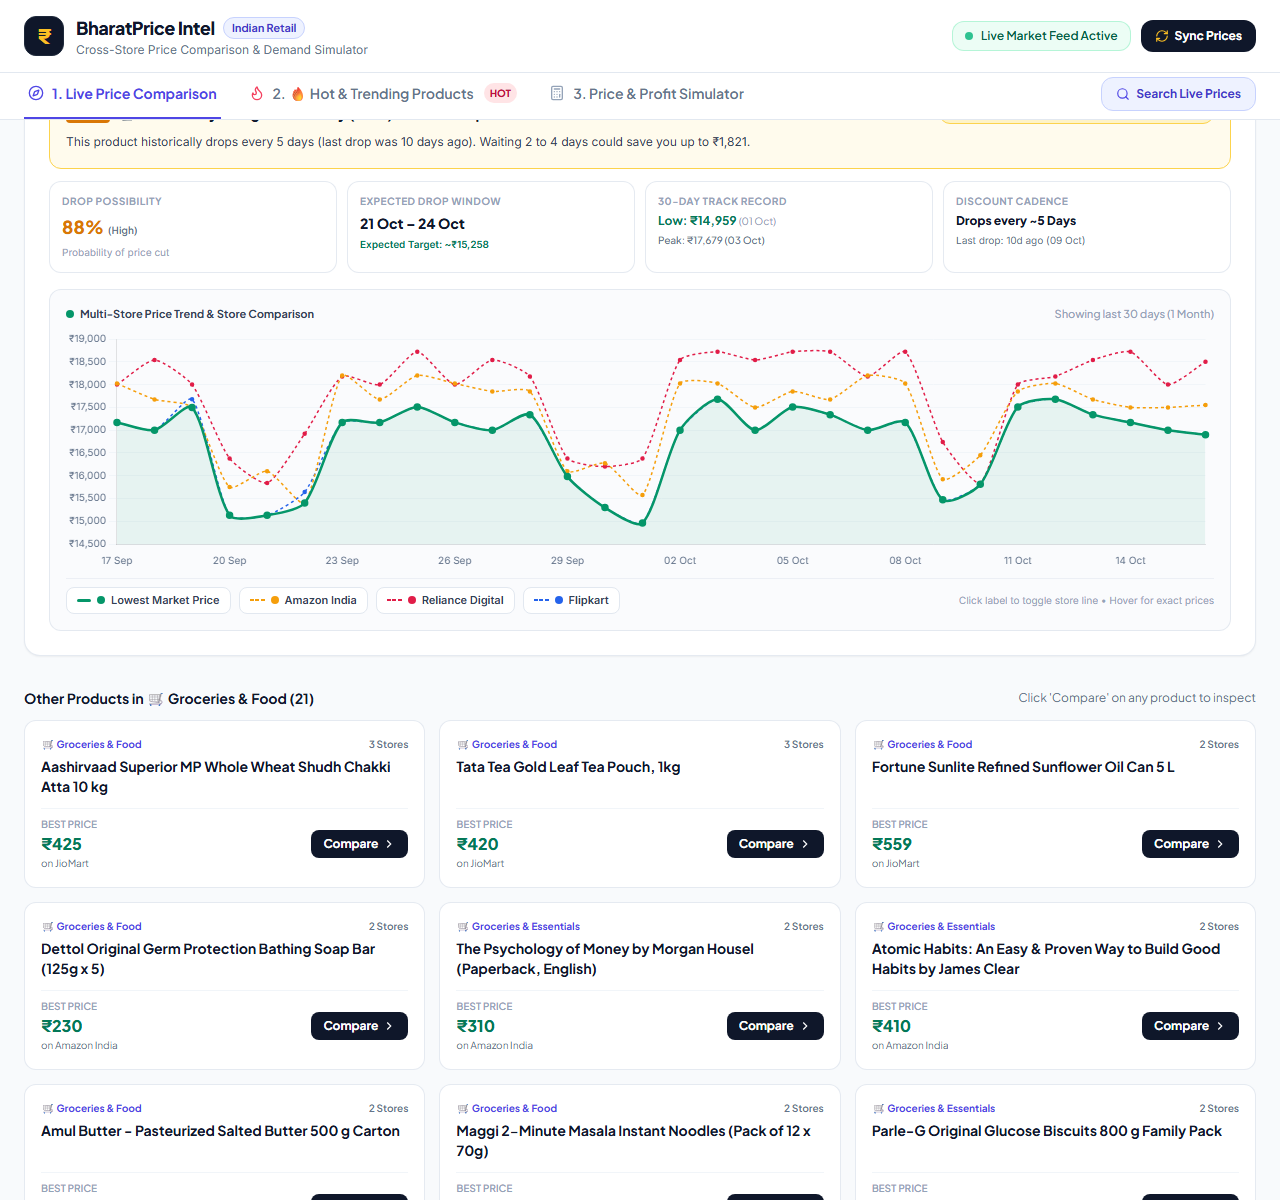 ₹
BharatPrice Intel
Indian Retail
Cross-Store Price Comparison & Demand Simulator
Live Market Feed Active
Sync Prices
1. Live Price Comparison
2. 🔥 Hot & Trending Products
HOT
3. Price & Profit Simulator
Search Live Prices
This product historically drops every 5 days (last drop was 10 days ago). Waiting 2 to 4 days could save you up to ₹1,821.
DROP POSSIBILITY
88% (High)
Probability of price cut
EXPECTED DROP WINDOW
21 Oct – 24 Oct
Expected Target: ~₹15,258
30-DAY TRACK RECORD
Low: ₹14,959 (01 Oct)
Peak: ₹17,679 (03 Oct)
DISCOUNT CADENCE
Drops every ~5 Days
Last drop: 10d ago (09 Oct)
Multi-Store Price Trend & Store Comparison
Showing last 30 days (1 Month)
₹19,000
₹18,500
₹18,000
₹17,500
₹17,000
₹16,500
₹16,000
₹15,500
₹15,000
₹14,500
17 Sep
20 Sep
23 Sep
26 Sep
29 Sep
02 Oct
05 Oct
08 Oct
11 Oct
14 Oct
Lowest Market Price
Amazon India
Reliance Digital
Flipkart
Click label to toggle store line • Hover for exact prices
Other Products in 🛒 Groceries & Food (21)
Click 'Compare' on any product to inspect
🛒 Groceries & Food
3 Stores
Aashirvaad Superior MP Whole Wheat Shudh Chakki
Atta 10 kg
BEST PRICE
₹425
on JioMart
Compare
🛒 Groceries & Food
3 Stores
Tata Tea Gold Leaf Tea Pouch, 1kg
BEST PRICE
₹420
on JioMart
Compare
🛒 Groceries & Food
2 Stores
Fortune Sunlite Refined Sunflower Oil Can 5 L
BEST PRICE
₹559
on JioMart
Compare
🛒 Groceries & Food
2 Stores
Dettol Original Germ Protection Bathing Soap Bar
(125g x 5)
BEST PRICE
₹230
on Amazon India
Compare
🛒 Groceries & Essentials
2 Stores
The Psychology of Money by Morgan Housel
(Paperback, English)
BEST PRICE
₹310
on Amazon India
Compare
🛒 Groceries & Essentials
2 Stores
Atomic Habits: An Easy & Proven Way to Build Good
Habits by James Clear
BEST PRICE
₹410
on Amazon India
Compare
🛒 Groceries & Food
2 Stores
Amul Butter - Pasteurized Salted Butter 500 g Carton
BEST PRICE
🛒 Groceries & Food
2 Stores
Maggi 2-Minute Masala Instant Noodles (Pack of 12 x
70g)
BEST PRICE
🛒 Groceries & Essentials
2 Stores
Parle-G Original Glucose Biscuits 800 g Family Pack
BEST PRICE